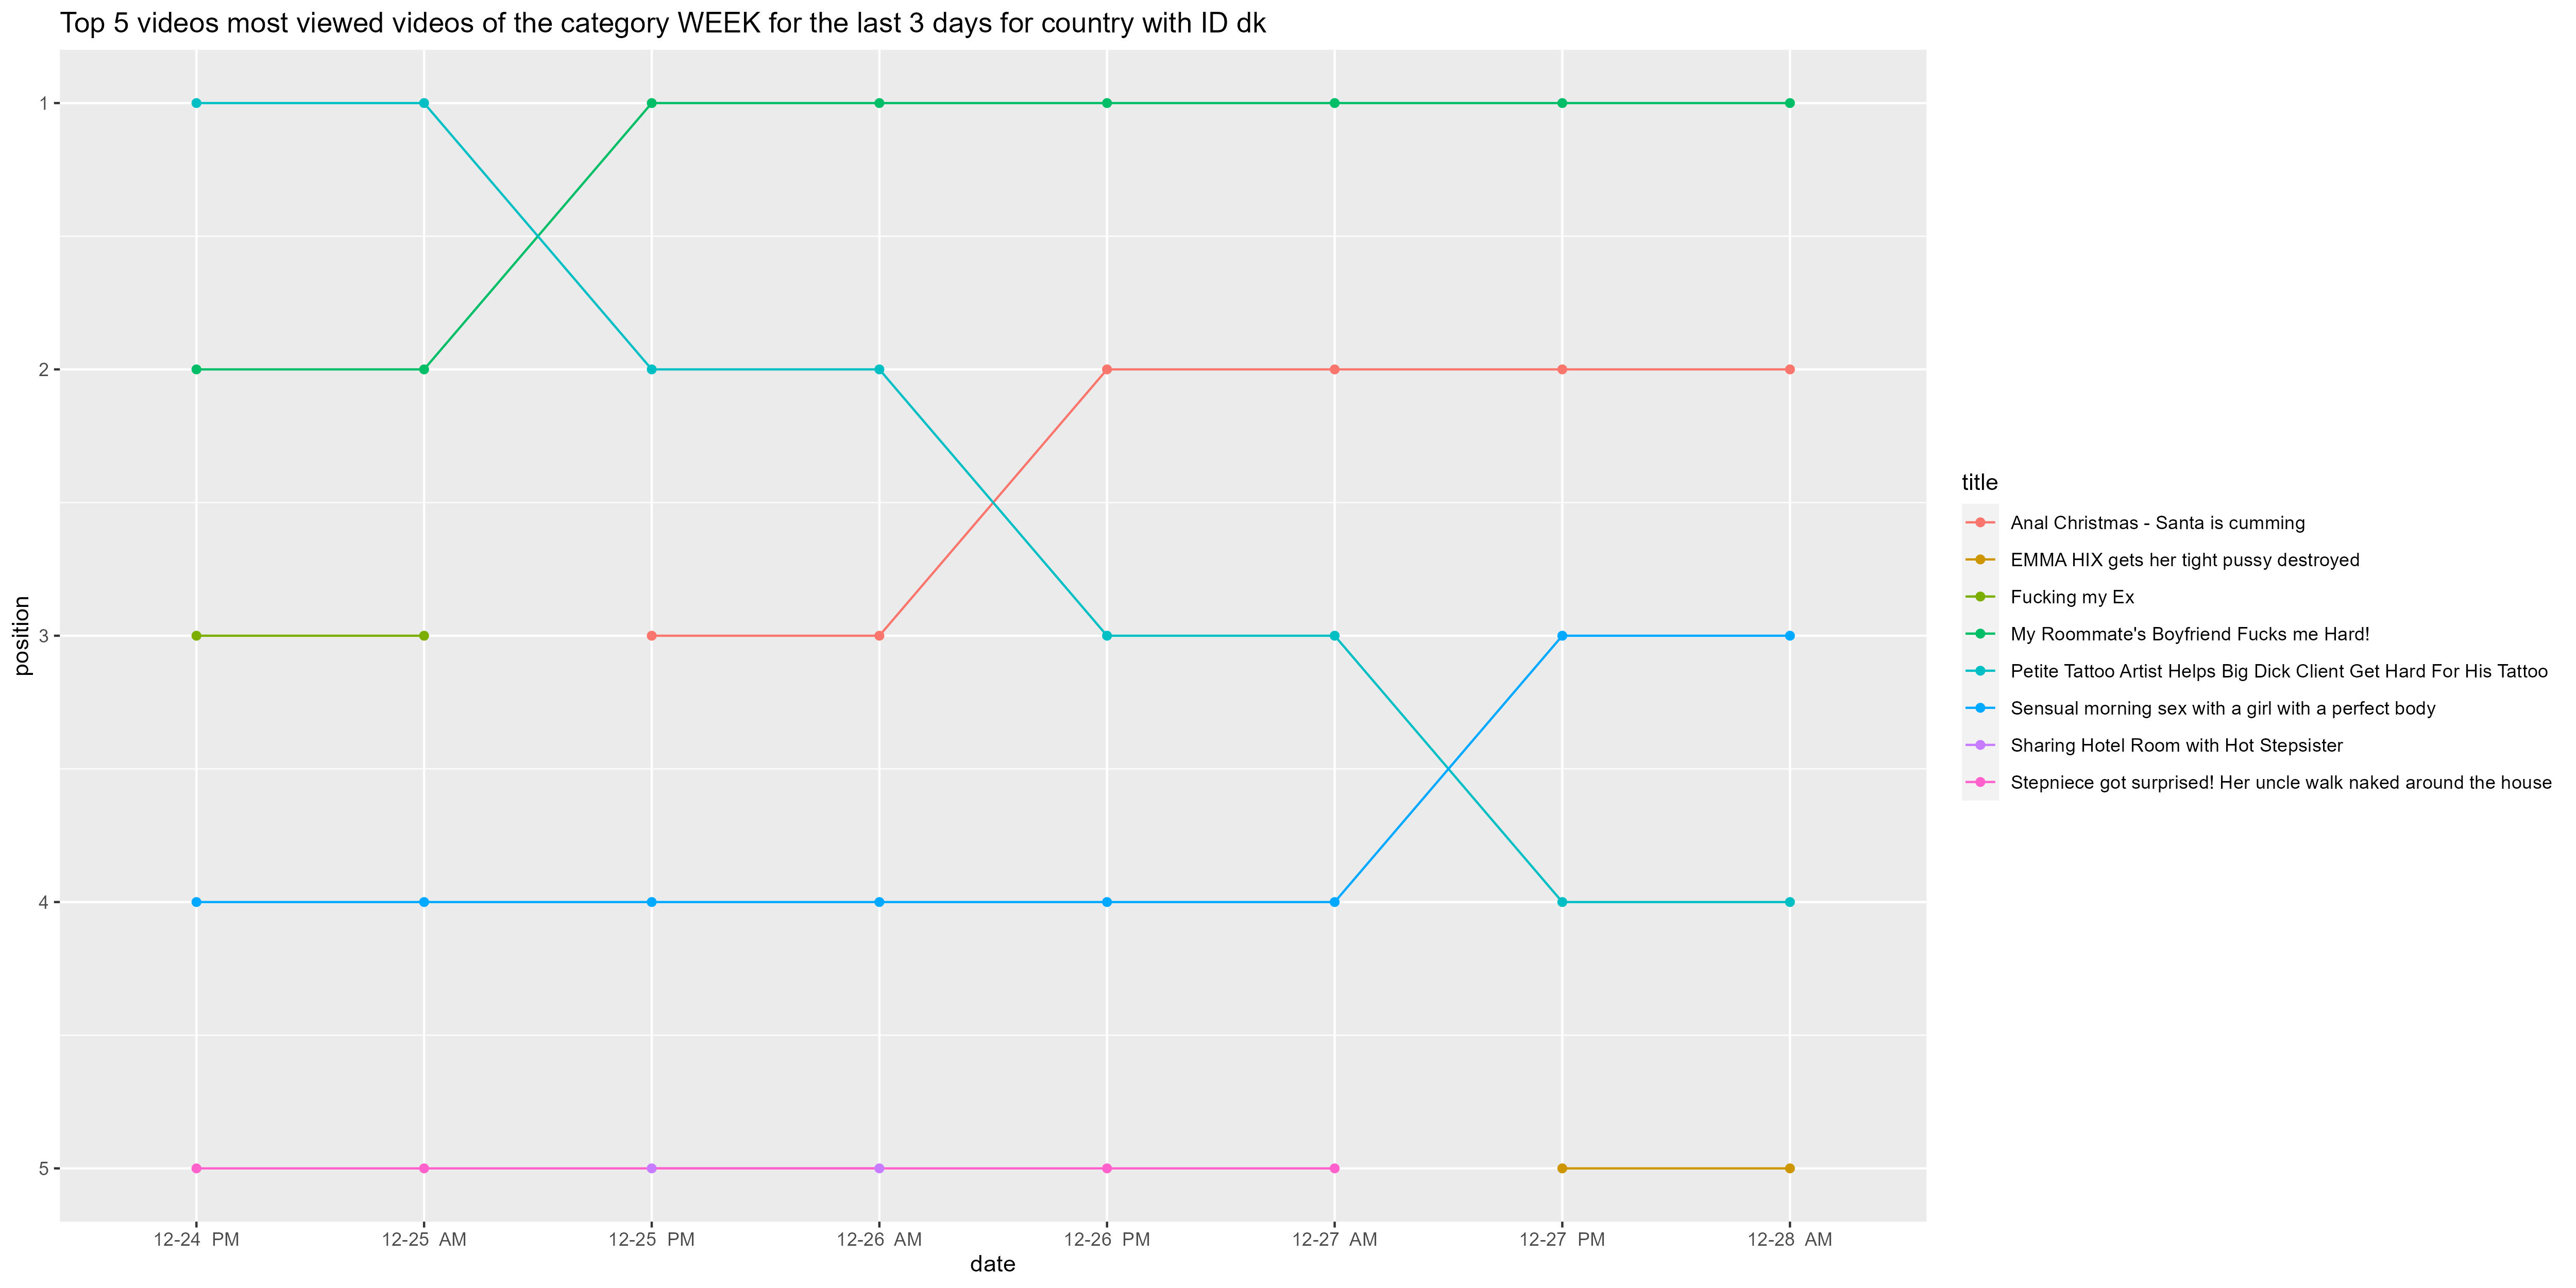 Top 5 videos most viewed videos of the category WEEK for the last 3 days for country with ID dk
position
1
2
3
4
5
12-24 PM
12-25 AM
12-25 PM
12-26 AM
12-26 PM
12-27 AM
12-27 PM
12-28 AM
date
title
Anal Christmas - Santa is cumming
EMMA HIX gets her tight pussy destroyed
Fucking my Ex
My Roommate's Boyfriend Fucks me Hard!
Petite Tattoo Artist Helps Big Dick Client Get Hard For His Tattoo
Sensual morning sex with a girl with a perfect body
Sharing Hotel Room with Hot Stepsister
Stepniece got surprised! Her uncle walk naked around the house